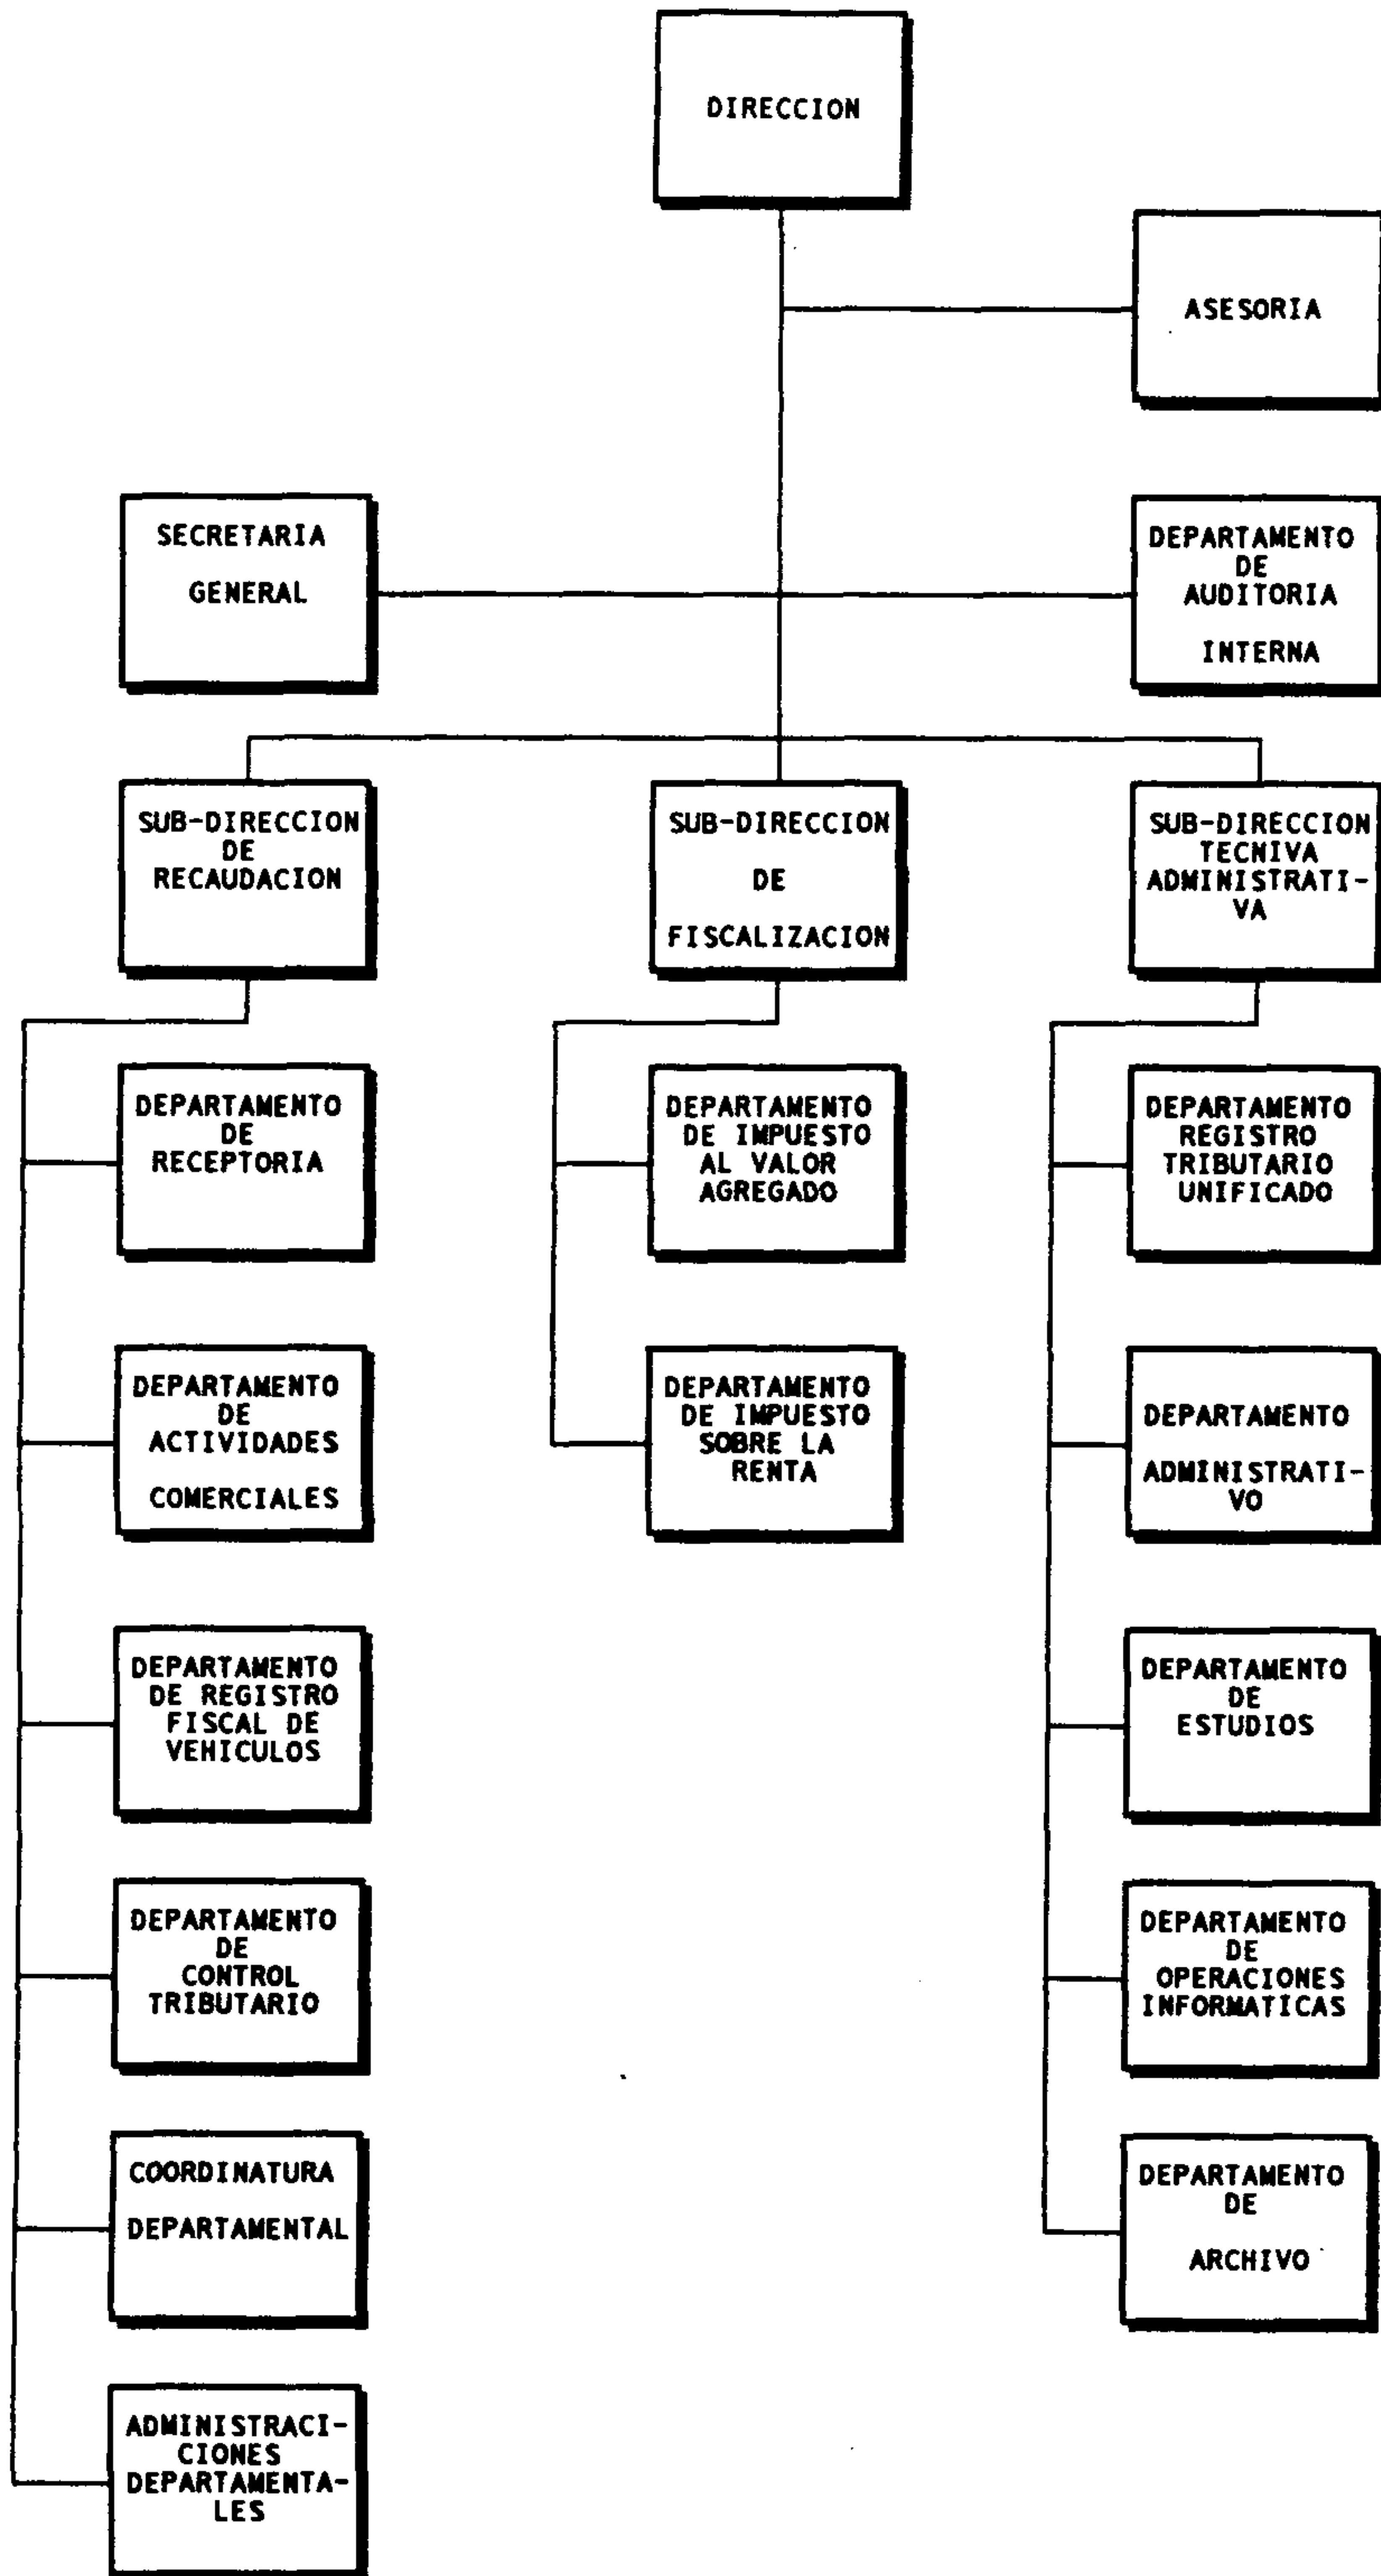 DIRECCION
ASESORIA
SECRETARIA
GENERAL
DEPARTAMENTO
DE
AUDITORIA
INTERNA
SUB-DIRECCION
DE
RECAUDACION
SUB-DIRECCION
DE
FISCALIZACION
SUB-DIRECCION
TECNIVA
ADMINISTRATI-
VA
DEPARTAMENTO
DE
RECEPTORIA
DEPARTAMENTO
DE IMPUESTO
AL VALOR
AGREGADO
DEPARTAMENTO
REGISTRO
TRIBUTARIO
UNIFICADO
DEPARTAMENTO
DE
ACTIVIDADES
COMERCIALES
DEPARTAMENTO
DE IMPUESTO
SOBRE LA
RENTA
DEPARTAMENTO
ADMINISTRATI-
VO
DEPARTAMENTO
DE REGISTRO
FISCAL DE
VEHICULOS
DEPARTAMENTO
DE
ESTUDIOS
DEPARTAMENTO
DE
CONTROL
TRIBUTARIO
DEPARTAMENTO
DE
OPERACIONES
INFORMATICAS
COORDINATURA
DEPARTAMENTAL
DEPARTAMENTO
DE
ARCHIVO
ADMINISTRACI-
CIONES
DEPARTAMENTA-
LES